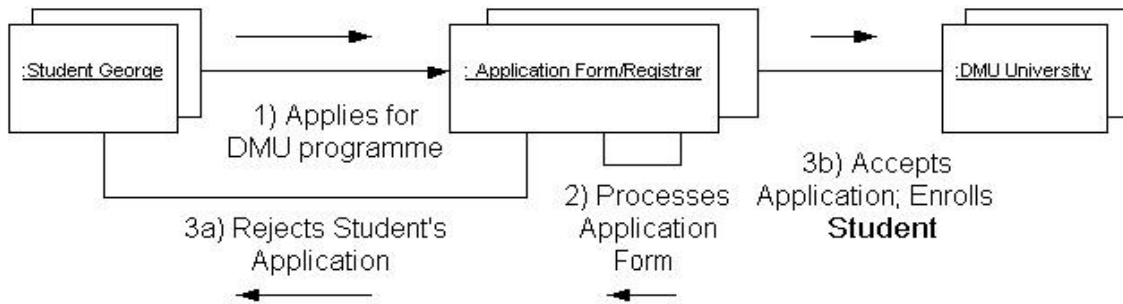 :Student George
: Application Form/Registrar
:DMU University
1) Applies for
DMU programme
2) Processes
Application
Form
3a) Rejects Student's
Application
3b) Accepts
Application; Enrolls
Student